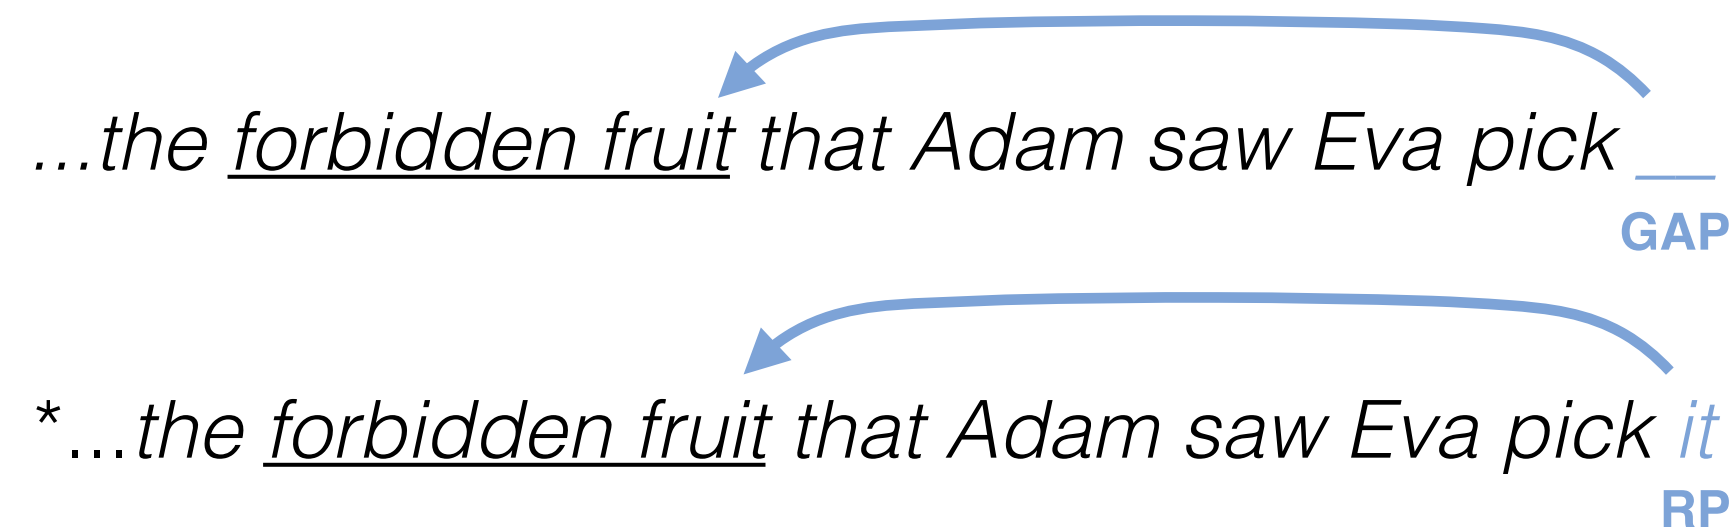 ...the forbidden fruit that Adam saw Eva pick __
GAP
*...the forbidden fruit that Adam saw Eva pick it
RP